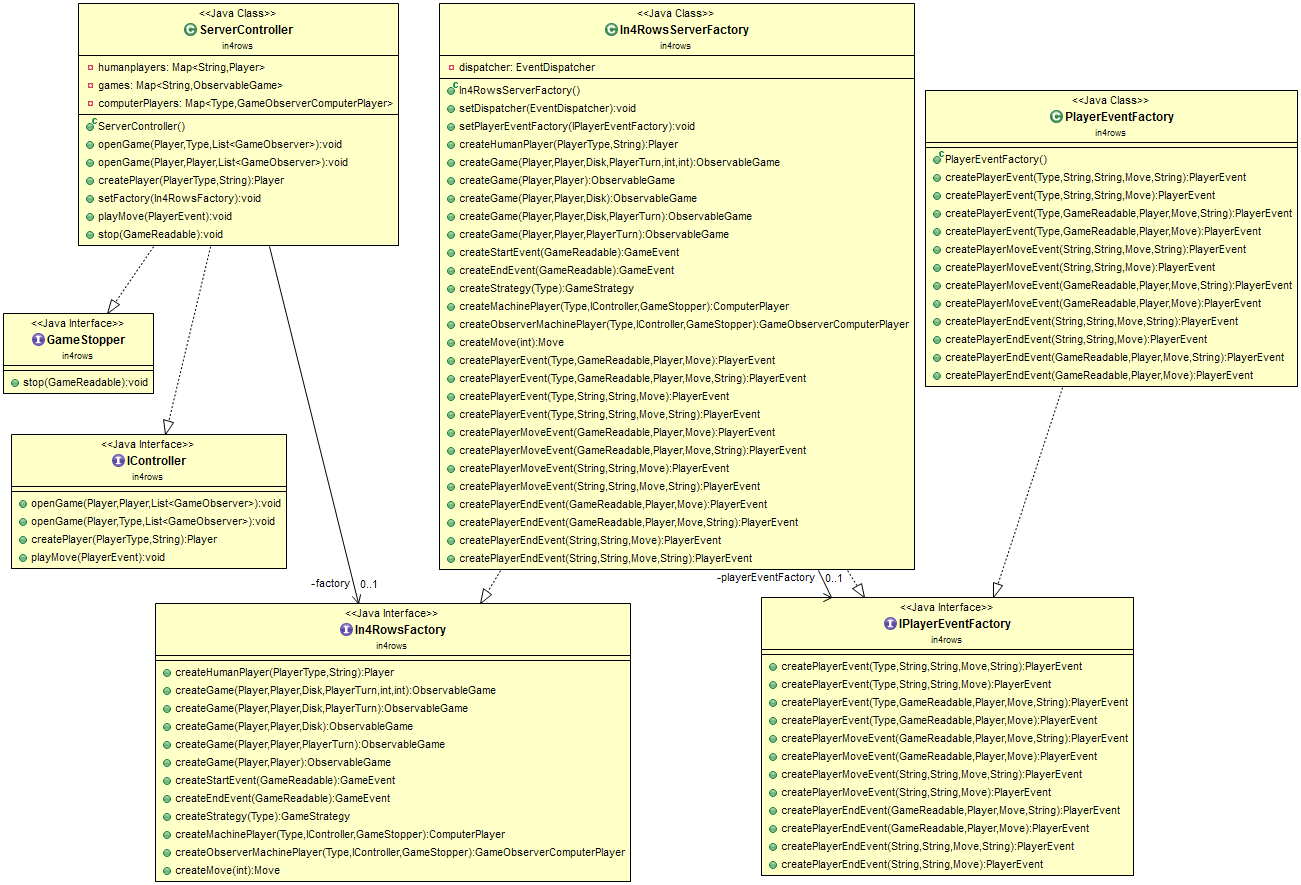 <<Java Class>>
ServerController
in4rows
humanplayers: Map<String,Player>
games: Map<String,ObservableGame>
computerPlayers: Map<Type,GameObserverComputerPlayer>
ServerController()
openGame(Player,Type,List<GameObserver>):void
openGame(Player,Player,List<GameObserver>):void
createPlayer(PlayerType,String):Player
setFactory(In4RowsFactory):void
playMove(PlayerEvent):void
stop(GameReadable):void
<<Java Class>>
In4RowsServerFactory
in4rows
dispatcher: EventDispatcher
In4RowsServerFactory()
setDispatcher(EventDispatcher):void
setPlayerEventFactory(IPlayerEventFactory):void
createHumanPlayer(PlayerType,String):Player
createGame(Player,Player,Disk,PlayerTurn,int,int):ObservableGame
createGame(Player,Player):ObservableGame
createGame(Player,Player,Disk):ObservableGame
createGame(Player,Player,Disk,PlayerTurn):ObservableGame
createGame(Player,Player,PlayerTurn):ObservableGame
createStartEvent(GameReadable):GameEvent
createEndEvent(GameReadable):GameEvent
createStrategy(Type):GameStrategy
createMachinePlayer(Type,IController,GameStopper):ComputerPlayer
createObserverMachinePlayer(Type,IController,GameStopper):GameObserverComputerPlayer
createMove(int):Move
createPlayerEvent(Type,GameReadable,Player,Move):PlayerEvent
createPlayerEvent(Type,GameReadable,Player,Move,String):PlayerEvent
createPlayerEvent(Type,String,String,Move):PlayerEvent
createPlayerEvent(Type,String,String,Move,String):PlayerEvent
createPlayerMoveEvent(GameReadable,Player,Move):PlayerEvent
createPlayerMoveEvent(GameReadable,Player,Move,String):PlayerEvent
createPlayerMoveEvent(String,String,Move):PlayerEvent
createPlayerMoveEvent(String,String,Move,String):PlayerEvent
createPlayerEndEvent(GameReadable,Player,Move):PlayerEvent
createPlayerEndEvent(GameReadable,Player,Move,String):PlayerEvent
createPlayerEndEvent(String,String,Move):PlayerEvent
createPlayerEndEvent(String,String,Move,String):PlayerEvent
<<Java Class>>
PlayerEventFactory
in4rows
PlayerEventFactory()
createPlayerEvent(Type,String,String,Move,String):PlayerEvent
createPlayerEvent(Type,String,String,Move):PlayerEvent
createPlayerEvent(Type,GameReadable,Player,Move,String):PlayerEvent
createPlayerEvent(Type,GameReadable,Player,Move):PlayerEvent
createPlayerMoveEvent(String,String,Move,String):PlayerEvent
createPlayerMoveEvent(String,String,Move):PlayerEvent
createPlayerMoveEvent(GameReadable,Player,Move,String):PlayerEvent
createPlayerMoveEvent(GameReadable,Player,Move):PlayerEvent
createPlayerEndEvent(String,String,Move,String):PlayerEvent
createPlayerEndEvent(String,String,Move):PlayerEvent
createPlayerEndEvent(GameReadable,Player,Move,String):PlayerEvent
createPlayerEndEvent(GameReadable,Player,Move):PlayerEvent
<<Java Interface>>
GameStopper
in4rows
stop(GameReadable):void
<<Java Interface>>
IController
in4rows
openGame(Player,Player,List<GameObserver>):void
openGame(Player,Type,List<GameObserver>):void
createPlayer(PlayerType,String):Player
playMove(PlayerEvent):void
-factory 0..1
-playerEventFactory 0..1
<<Java Interface>>
In4RowsFactory
in4rows
createHumanPlayer(PlayerType,String):Player
createGame(Player,Player,Disk,PlayerTurn,int,int):ObservableGame
createGame(Player,Player,Disk,PlayerTurn):ObservableGame
createGame(Player,Player,Disk):ObservableGame
createGame(Player,Player,PlayerTurn):ObservableGame
createGame(Player,Player):ObservableGame
createStartEvent(GameReadable):GameEvent
createEndEvent(GameReadable):GameEvent
createStrategy(Type):GameStrategy
createMachinePlayer(Type,IController,GameStopper):ComputerPlayer
createObserverMachinePlayer(Type,IController,GameStopper):GameObserverComputerPlayer
createMove(int):Move
<<Java Interface>>
IPlayerEventFactory
in4rows
createPlayerEvent(Type,String,String,Move,String):PlayerEvent
createPlayerEvent(Type,String,String,Move):PlayerEvent
createPlayerEvent(Type,GameReadable,Player,Move,String):PlayerEvent
createPlayerEvent(Type,GameReadable,Player,Move):PlayerEvent
createPlayerMoveEvent(GameReadable,Player,Move,String):PlayerEvent
createPlayerMoveEvent(GameReadable,Player,Move):PlayerEvent
createPlayerMoveEvent(String,String,Move,String):PlayerEvent
createPlayerMoveEvent(String,String,Move):PlayerEvent
createPlayerEndEvent(GameReadable,Player,Move,String):PlayerEvent
createPlayerEndEvent(GameReadable,Player,Move):PlayerEvent
createPlayerEndEvent(String,String,Move,String):PlayerEvent
createPlayerEndEvent(String,String,Move):PlayerEvent